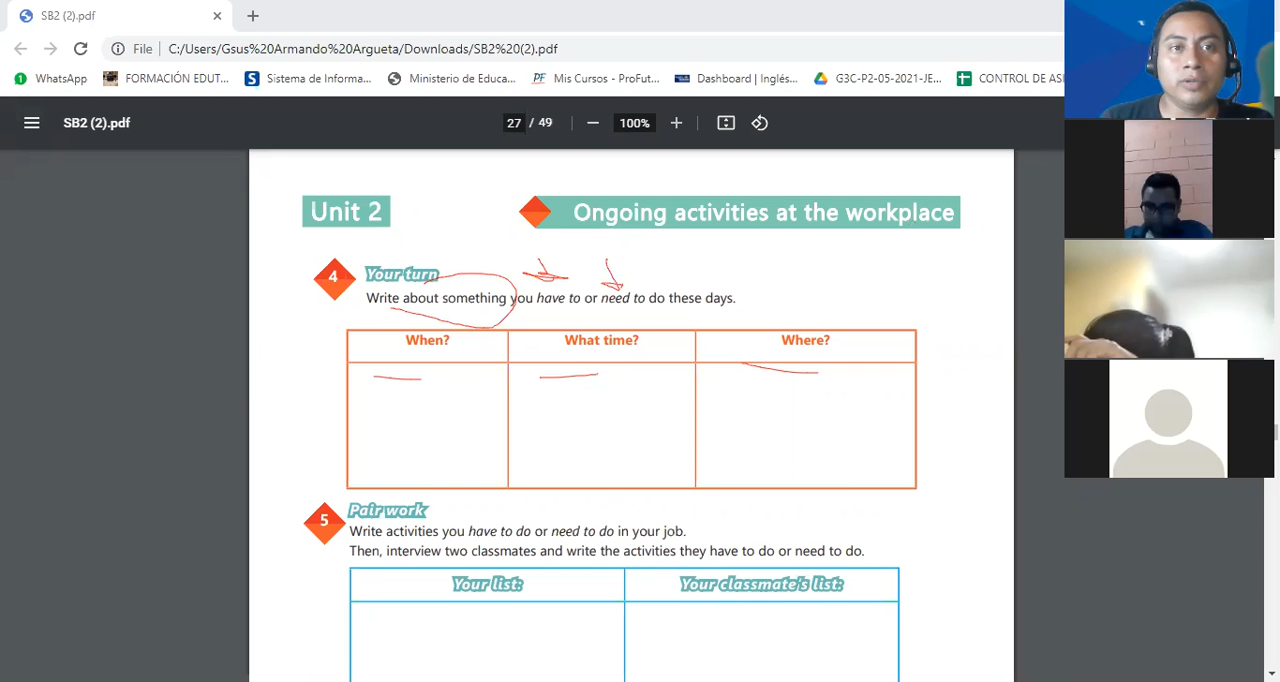 SB2 (2).pdf
File C:/Users/Gsus%20Armando%20Argueta/Downloads/SB2%20(2).pdf
WhatsApp FORMACIÓN EDUT... Sistema de Informa... Ministerio de Educa... Mis Cursos - ProFut... Dashboard | Inglés,... G3C-P2-05-2021-JE... CONTROL DE ASI
SB2 (2).pdf 27 / 49 100%
Unit 2 Ongoing activities at the workplace
4 Your turn
Write about something you have to or need to do these days.
When? What time? Where?
5 Pair work
Write activities you have to do or need to do in your job.
Then, interview two classmates and write the activities they have to do or need to do.
Your list: Your classmate's list: